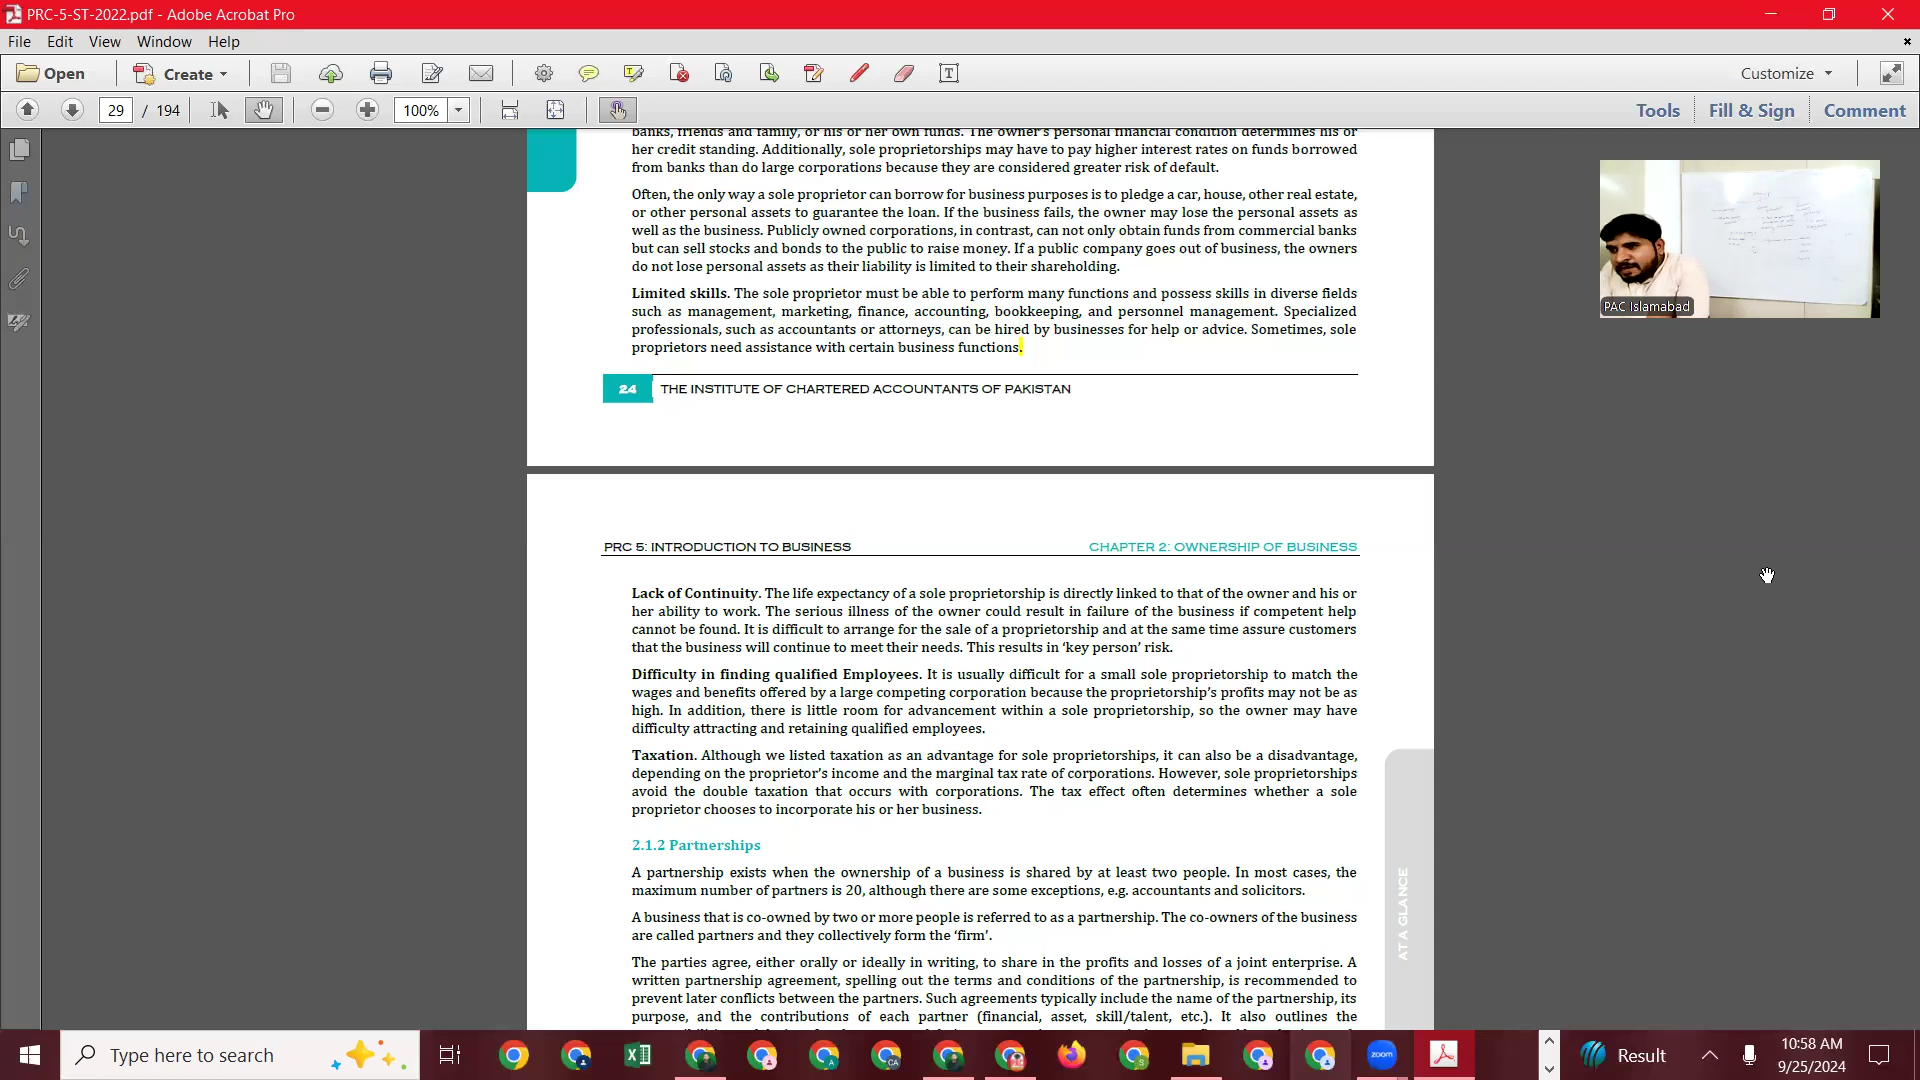 PRC-5-ST-2022.pdf - Adobe Acrobat Pro
File Edit View Window Help
Open Create Customize
29 / 194 100% Tools Fill & Sign Comment
banks, friends and family, or his or her own funds. The owner's personal financial condition determines his or
her credit standing. Additionally, sole proprietorships may have to pay higher interest rates on funds borrowed
from banks than do large corporations because they are considered greater risk of default.
Often, the only way a sole proprietor can borrow for business purposes is to pledge a car, house, other real estate,
or other personal assets to guarantee the loan. If the business fails, the owner may lose the personal assets as
well as the business. Publicly owned corporations, in contrast, can not only obtain funds from commercial banks
but can sell stocks and bonds to the public to raise money. If a public company goes out of business, the owners
do not lose personal assets as their liability is limited to their shareholding.
Limited skills. The sole proprietor must be able to perform many functions and possess skills in diverse fields
such as management, marketing, finance, accounting, bookkeeping, and personnel management. Specialized
professionals, such as accountants or attorneys, can be hired by businesses for help or advice. Sometimes, sole
proprietors need assistance with certain business functions.
24 THE INSTITUTE OF CHARTERED ACCOUNTANTS OF PAKISTAN
PAC Islamabad
PRC 5: INTRODUCTION TO BUSINESS CHAPTER 2: OWNERSHIP OF BUSINESS
Lack of Continuity. The life expectancy of a sole proprietorship is directly linked to that of the owner and his or
her ability to work. The serious illness of the owner could result in failure of the business if competent help
cannot be found. It is difficult to arrange for the sale of a proprietorship and at the same time assure customers
that the business will continue to meet their needs. This results in ‘key person’ risk.
Difficulty in finding qualified Employees. It is usually difficult for a small sole proprietorship to match the
wages and benefits offered by a large competing corporation because the proprietorship's profits may not be as
high. In addition, there is little room for advancement within a sole proprietorship, so the owner may have
difficulty attracting and retaining qualified employees.
Taxation. Although we listed taxation as an advantage for sole proprietorships, it can also be a disadvantage,
depending on the proprietor's income and the marginal tax rate of corporations. However, sole proprietorships
avoid the double taxation that occurs with corporations. The tax effect often determines whether a sole
proprietor chooses to incorporate his or her business.
2.1.2 Partnerships
A partnership exists when the ownership of a business is shared by at least two people. In most cases, the
maximum number of partners is 20, although there are some exceptions, e.g. accountants and solicitors.
A business that is co-owned by two or more people is referred to as a partnership. The co-owners of the business
are called partners and they collectively form the ‘firm’.
The parties agree, either orally or ideally in writing, to share in the profits and losses of a joint enterprise. A
written partnership agreement, spelling out the terms and conditions of the partnership, is recommended to
prevent later conflicts between the partners. Such agreements typically include the name of the partnership, its
purpose, and the contributions of each partner (financial, asset, skill/talent, etc.). It also outlines the
AT A GLANCE
Type here to search
zoom
Result
10:58 AM
9/25/2024